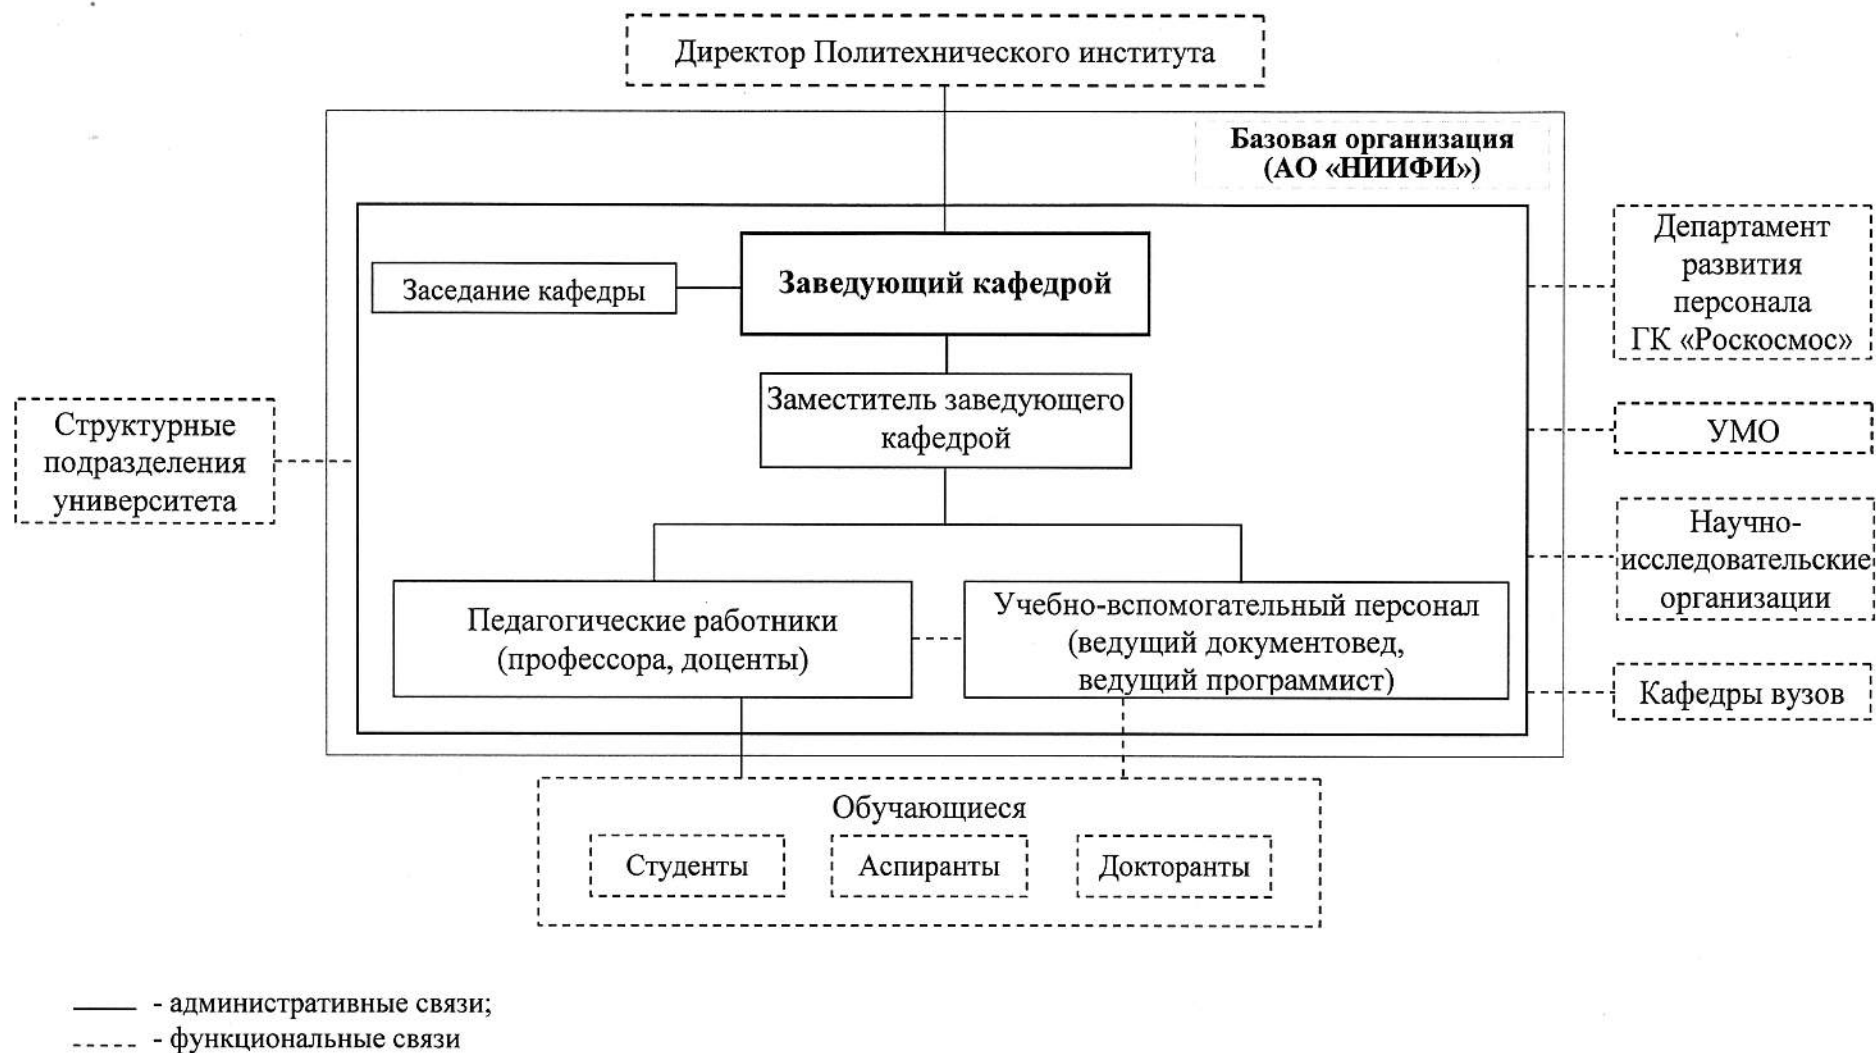 Директор Политехнического института
Базовая организация
(АО «НИИФИ»)
Заведующий кафедрой
Заседание кафедры
Департамент
развития
персонала
ГК «Роскосмос»
Заместитель заведующего
кафедрой
Структурные
подразделения
университета
УМО
Научно-
исследовательские
организации
Педагогические работники
(профессора, доценты)
Учебно-вспомогательный персонал
(ведущий документовед,
ведущий программист)
Кафедры вузов
Обучающиеся
Студенты
Аспиранты
Докторанты
- административные связи;
- функциональные связи